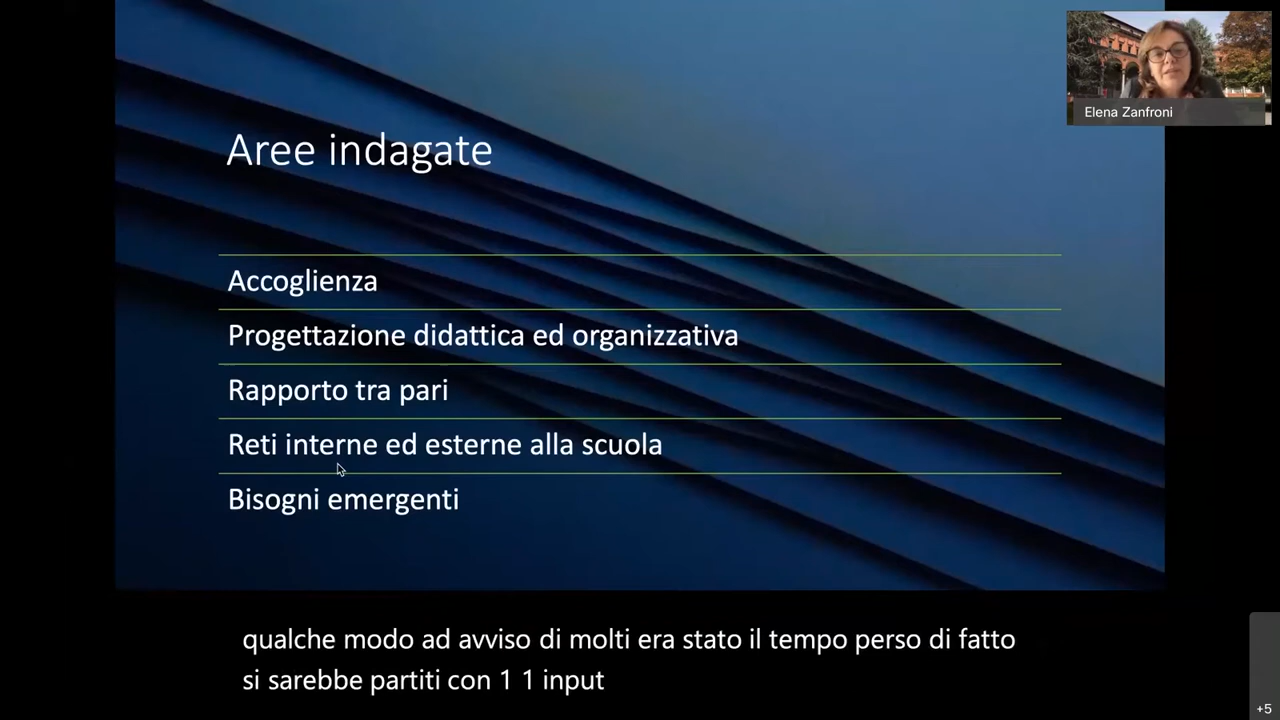 Elena Zanfroni
Aree indagate
Accoglienza
Progettazione didattica ed organizzativa
Rapporto tra pari
Reti interne ed esterne alla scuola
Bisogni emergenti
qualche modo ad avviso di molti era stato il tempo perso di fatto
si sarebbe partiti con 1 1 input
+5